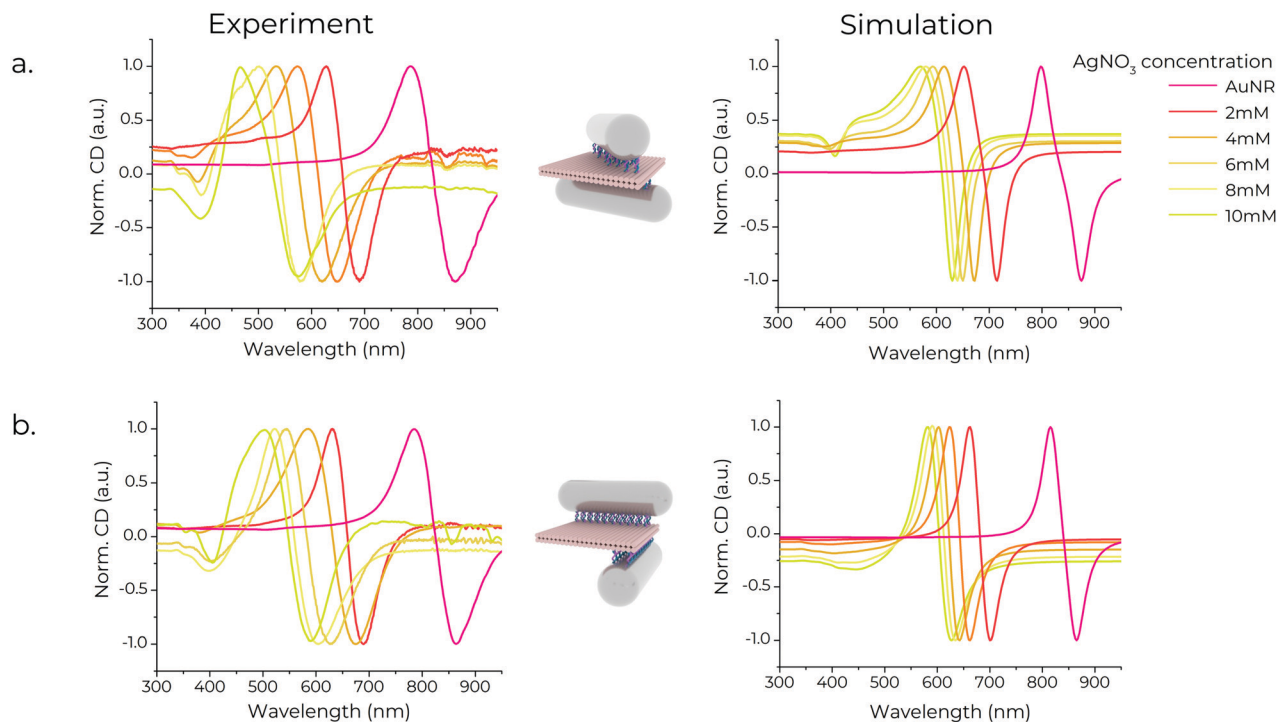 Experiment
Simulation
a.
AgNO3 concentration
AuNR
2mM
4mM
6mM
8mM
10mM
Norm. CD (a.u.)
1.0
0.5
0.0
-0.5
-1.0
300 400 500 600 700 800 900
Wavelength (nm)
Norm. CD (a.u.)
1.0
0.5
0.0
-0.5
-1.0
300 400 500 600 700 800 900
Wavelength (nm)
b.
Norm. CD (a.u.)
1.0
0.5
0.0
-0.5
-1.0
300 400 500 600 700 800 900
Wavelength (nm)
Norm. CD (a.u.)
1.0
0.5
0.0
-0.5
-1.0
300 400 500 600 700 800 900
Wavelength (nm)